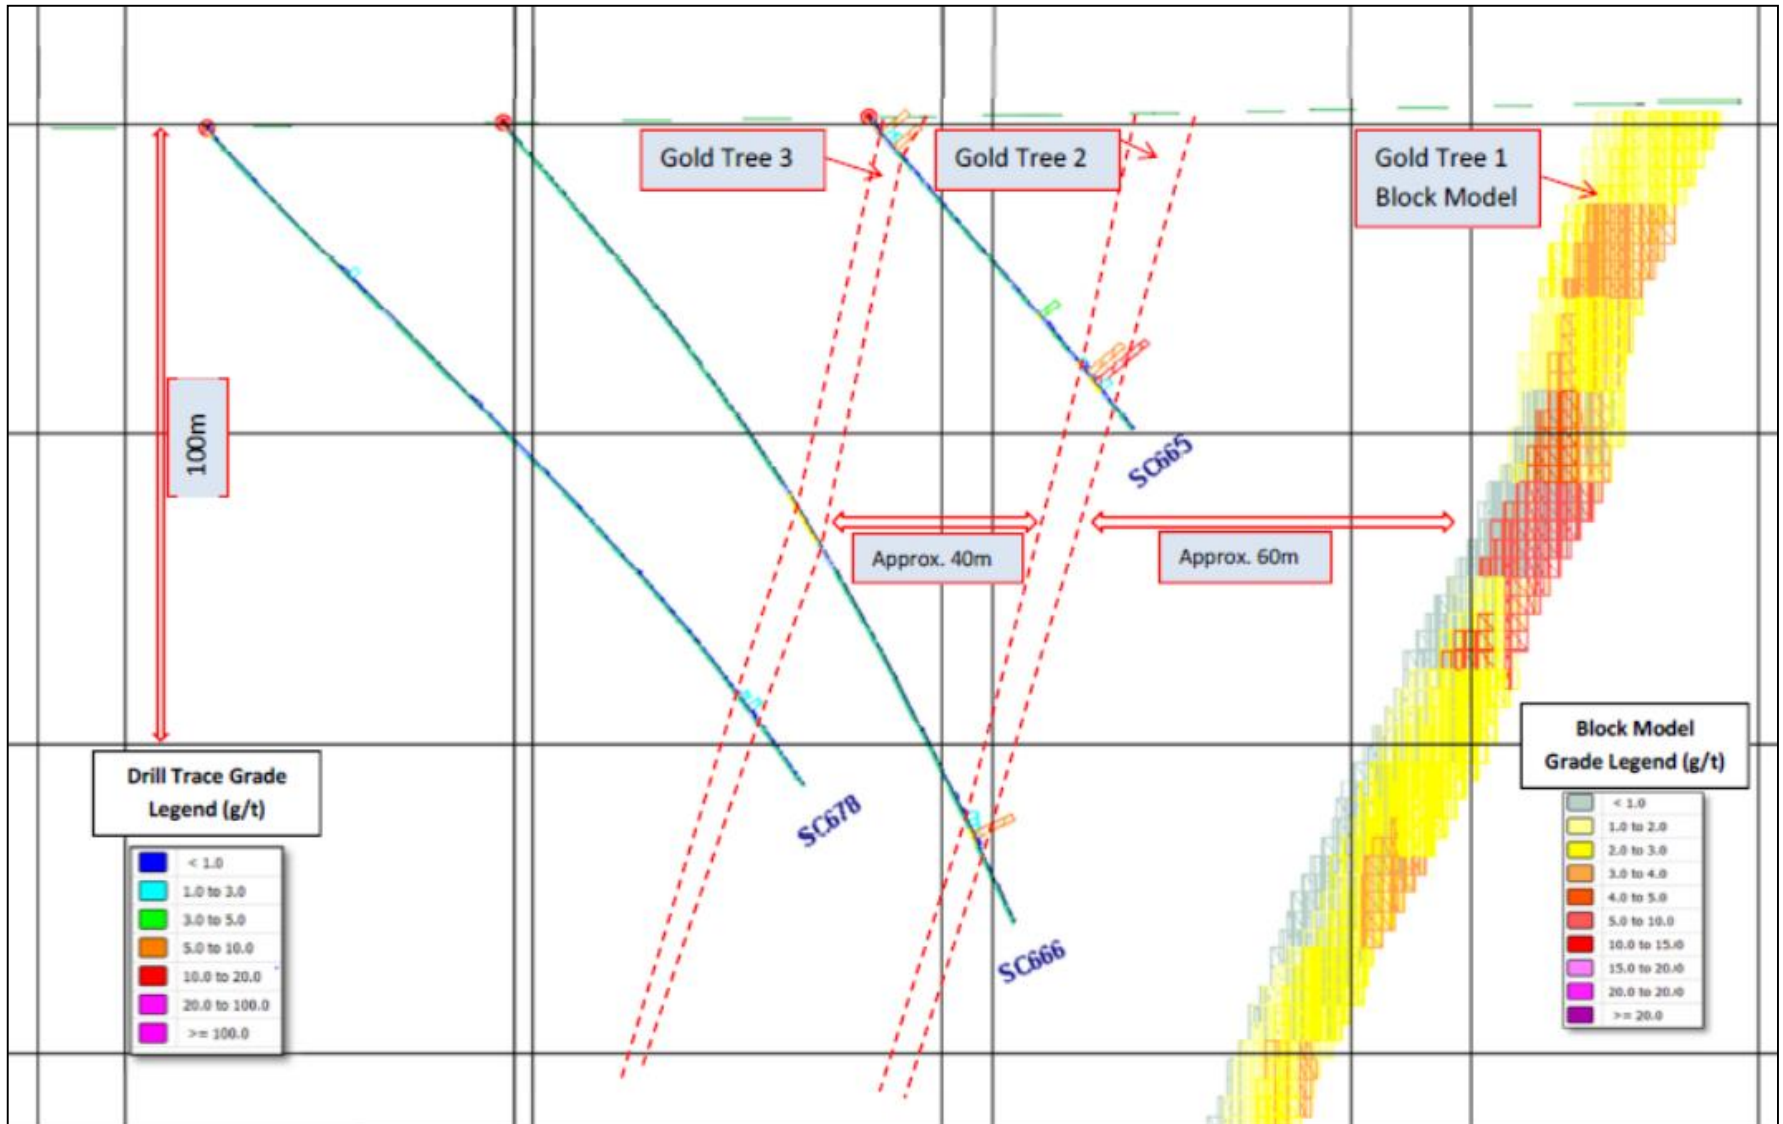 Gold Tree 3
Gold Tree 2
Gold Tree 1
Block Model
100m
SC665
Approx. 40m
Approx. 60m
SC678
SC666
Drill Trace Grade
Legend (g/t)
< 1.0
1.0 to 3.0
3.0 to 5.0
5.0 to 10.0
10.0 to 20.0
20.0 to 100.0
>= 100.0
Block Model
Grade Legend (g/t)
< 1.0
1.0 to 2.0
2.0 to 3.0
3.0 to 4.0
4.0 to 5.0
5.0 to 10.0
10.0 to 15.0
15.0 to 20.0
20.0 to 20.0
>= 20.0